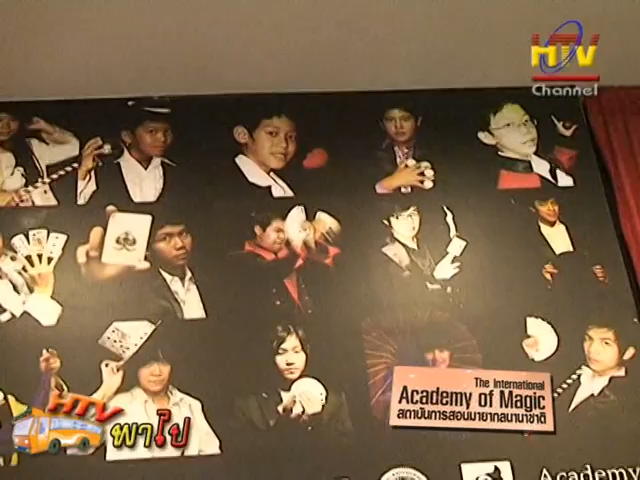 HTV
Channel
The International
Academy of Magic
สถาบันการสอนมายากลนานาชาติ
HTV
พาไป
Academy